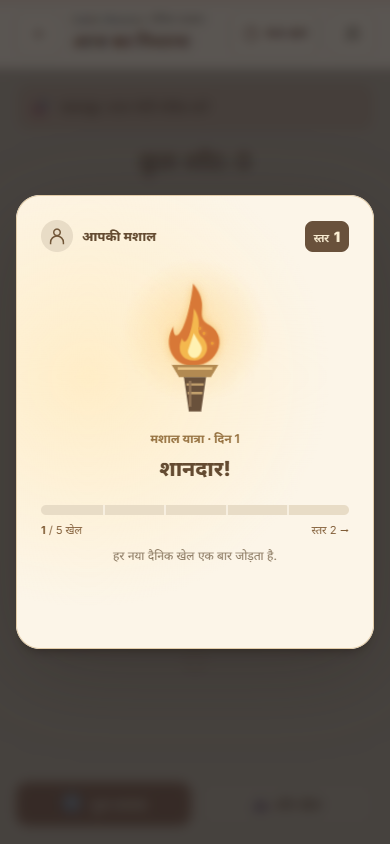 आपकी मशाल
स्तर 1
मशाल यात्रा · दिन 1
शानदार!
1 / 5 खेल
स्तर 2 →
हर नया दैनिक खेल एक बार जोड़ता है.